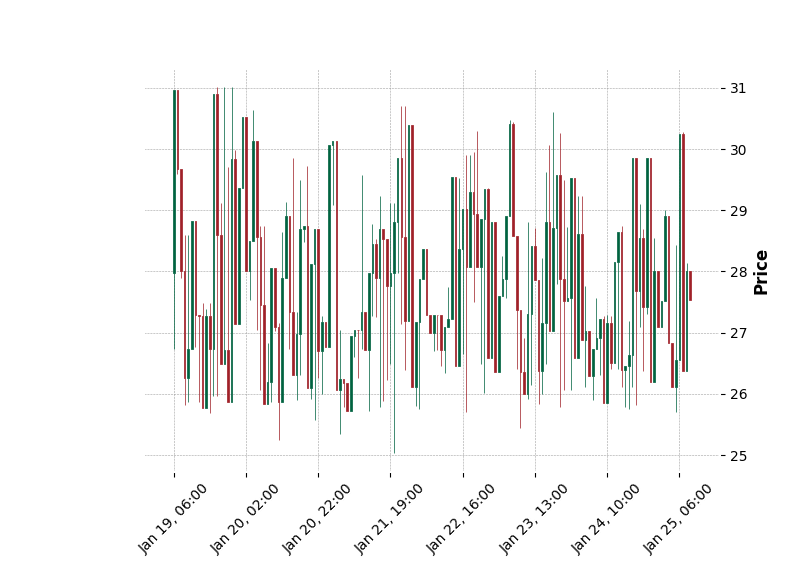 31
30
29
28
27
26
25
Price
Jan 19, 06:00
Jan 20, 02:00
Jan 20, 22:00
Jan 21, 19:00
Jan 22, 16:00
Jan 23, 13:00
Jan 24, 10:00
Jan 25, 06:00